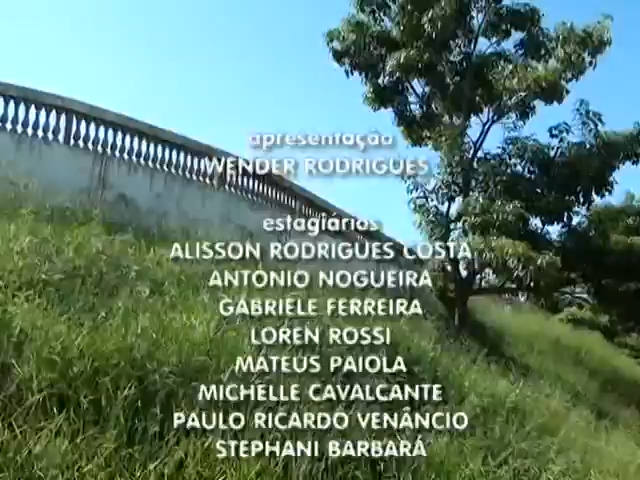 apresentação
WENDER RODRIGUES
estagiários
ALISSON RODRIGUES COSTA
ANTONIO NOGUEIRA
GABRIELE FERREIRA
LOREN ROSSI
MATEUS PAIOLA
MICHELLE CAVALCANTE
PAULO RICARDO VENÂNCIO
STEPHANI BARBARÁ